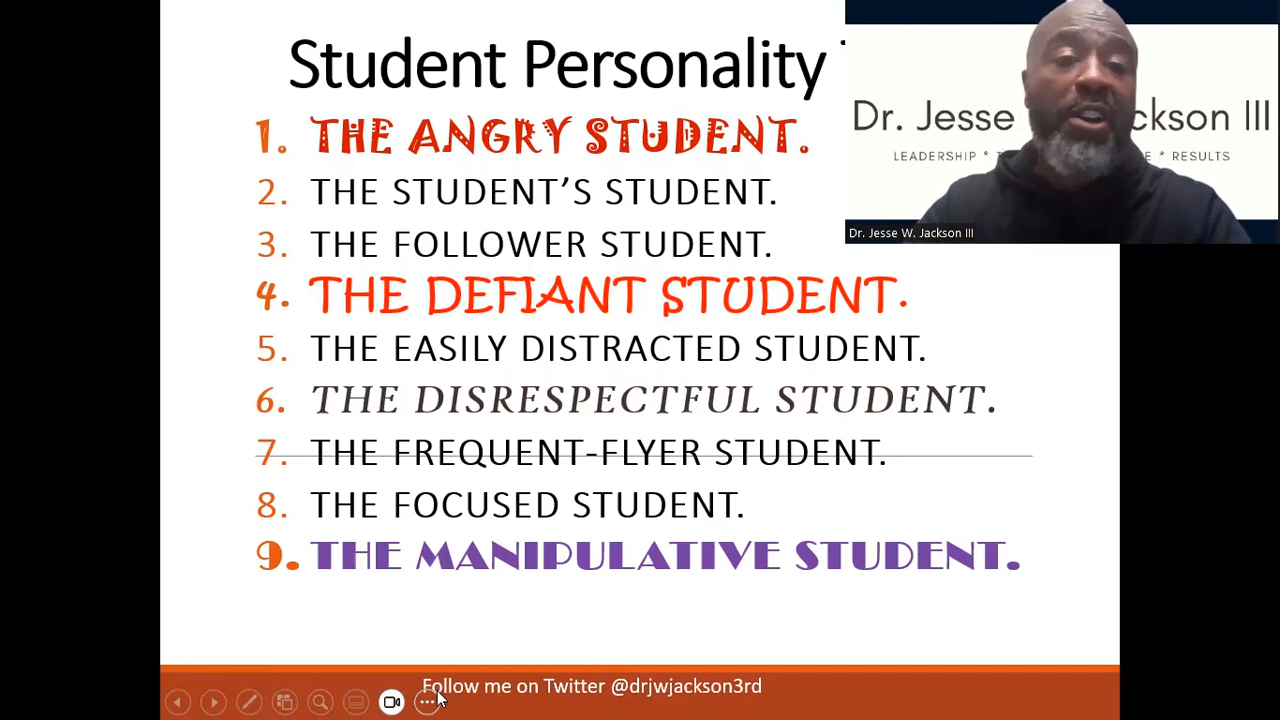 Student Personality
1. THE ANGRY STUDENT.
2. THE STUDENT’S STUDENT.
3. THE FOLLOWER STUDENT.
4. THE DEFIANT STUDENT.
5. THE EASILY DISTRACTED STUDENT.
6. THE DISRESPECTFUL STUDENT.
7. THE FREQUENT-FLYER STUDENT.
8. THE FOCUSED STUDENT.
9. THE MANIPULATIVE STUDENT.
Dr. Jesse ckson III
LEADERSHIP * * RESULTS
Dr. Jesse W. Jackson III
Follow me on Twitter @drjwjackson3rd